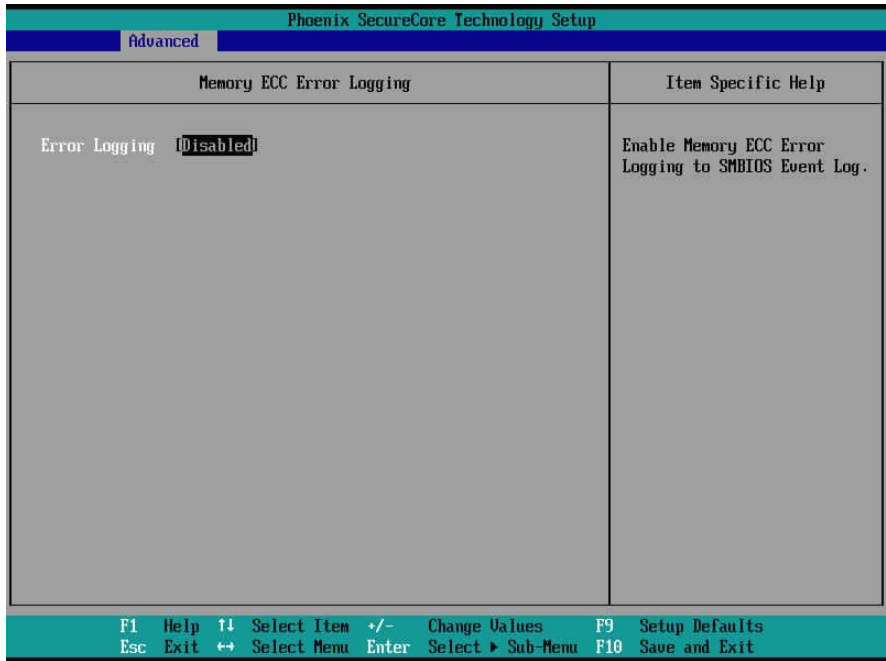 Phoenix SecureCore Technology Setup
Advanced
Memory ECC Error Logging
Item Specific Help
Error Logging [Disabled]
Enable Memory ECC Error
Logging to SMBIOS Event Log.
F1 Help ↑↓ Select Item +/- Change Values F9 Setup Defaults
Esc Exit ↔ Select Menu Enter Select ▶ Sub-Menu F10 Save and Exit